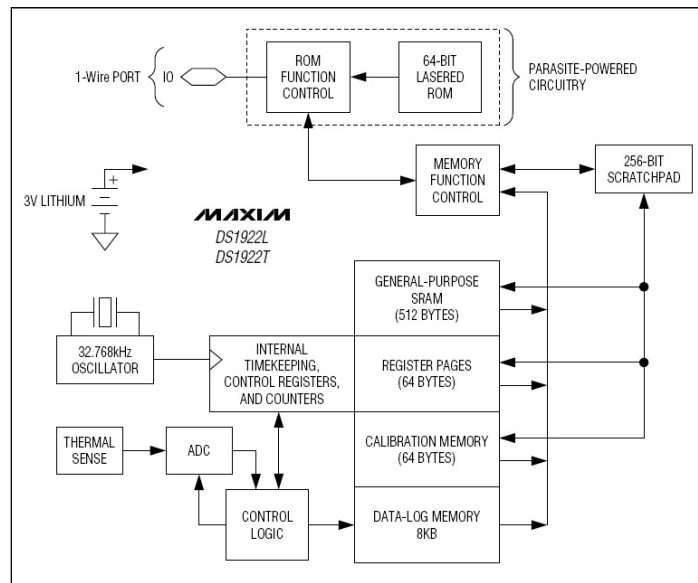 1-Wire PORT
IO
ROM
FUNCTION
CONTROL
64-BIT
LASERED
ROM
PARASITE-POWERED
CIRCUITRY
MEMORY
FUNCTION
CONTROL
256-BIT
SCRATCHPAD
3V LITHIUM
+
MAXIM
DS1922L
DS1922T
GENERAL-PURPOSE
SRAM
(512 BYTES)
32.768kHz
OSCILLATOR
INTERNAL
TIMEKEEPING,
CONTROL REGISTERS,
AND COUNTERS
REGISTER PAGES
(64 BYTES)
CALIBRATION MEMORY
(64 BYTES)
THERMAL
SENSE
ADC
CONTROL
LOGIC
DATA-LOG MEMORY
8KB